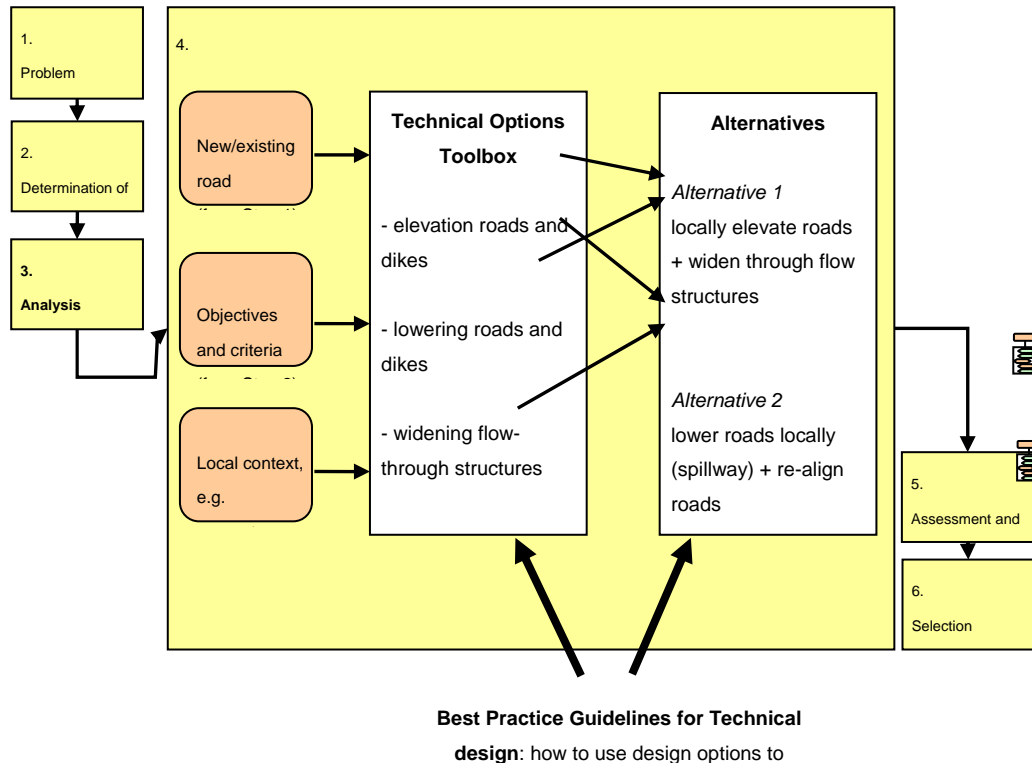 1.
Problem
2.
Determination of
3.
Analysis
4.
New/existing
road
Objectives
and criteria
Local context,
e.g.
Technical Options
Toolbox
- elevation roads and
dikes
- lowering roads and
dikes
- widening flow-
through structures
Alternatives
Alternative 1
locally elevate roads
+ widen through flow
structures
Alternative 2
lower roads locally
(spillway) + re-align
roads
5.
Assessment and
6.
Selection
Best Practice Guidelines for Technical
design: how to use design options to